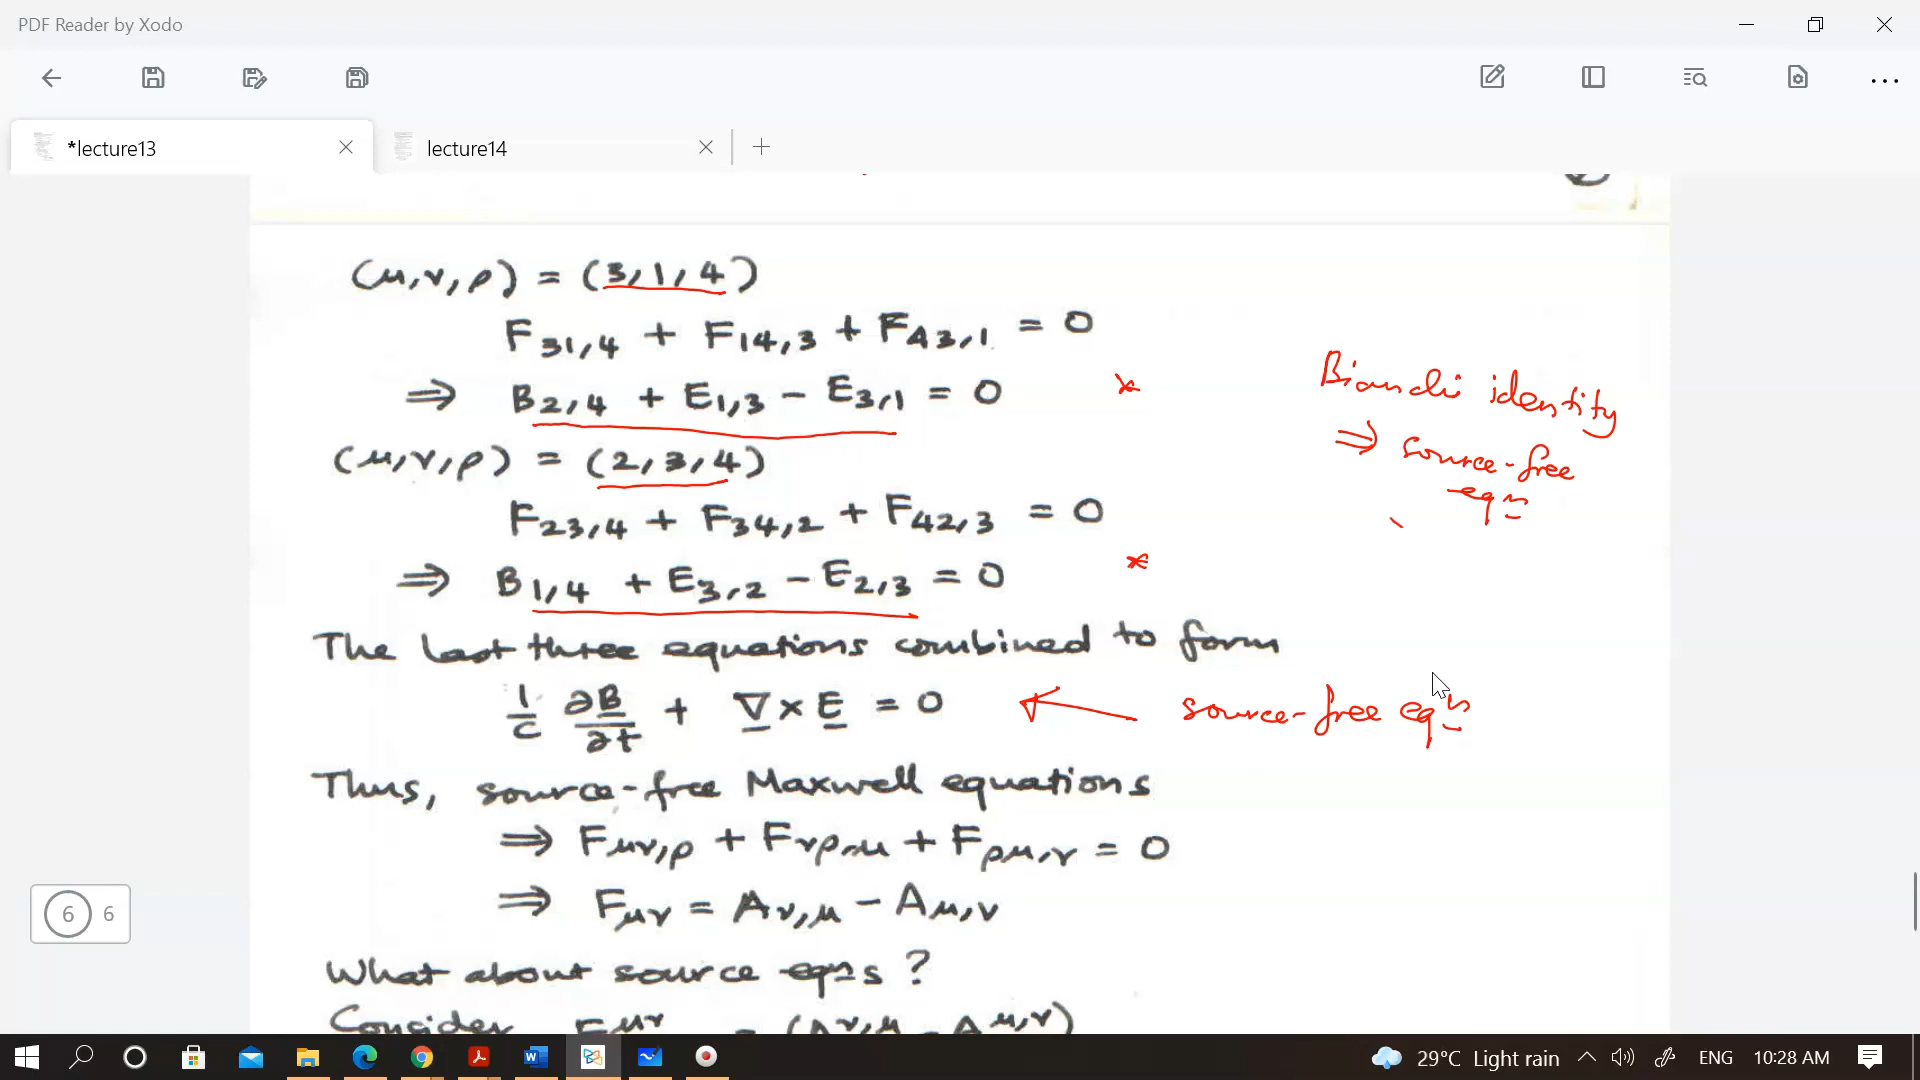 PDF Reader by Xodo
*lecture13
lecture14
(μ,ν,ρ) = (3,1,4)
F31,4 + F14,3 + F43,1 = 0
⇒ B2,4 + E1,3 - E3,1 = 0 *
Bianchi identity
⇒ source-free
eqns
(μ,ν,ρ) = (2,3,4)
F23,4 + F34,2 + F42,3 = 0
⇒ B1,4 + E3,2 - E2,3 = 0 *
The last three equations combined to form
1/c ∂B/∂t + ∇×E = 0 ← source-free eqns
Thus, source-free Maxwell equations
⇒ Fμν,ρ + Fνρ,μ + Fρμ,ν = 0
⇒ Fμν = Aν,μ - Aμ,ν
What about source eqns?
Consider Fμν = (Aν,μ - Aμ,ν)
6 6
29°C Light rain ENG 10:28 AM